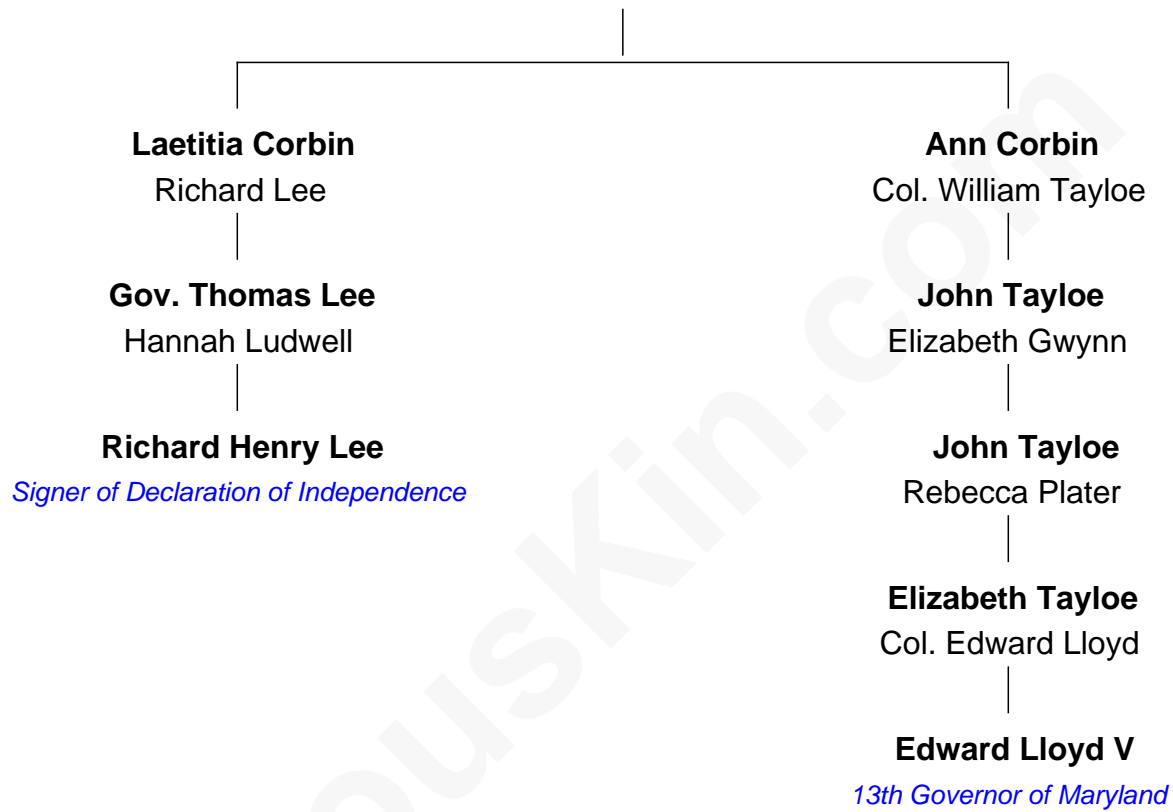 Laetitia Corbin
Richard Lee
Gov. Thomas Lee
Hannah Ludwell
Richard Henry Lee
Signer of Declaration of Independence
Ann Corbin
Col. William Tayloe
John Tayloe
Elizabeth Gwynn
John Tayloe
Rebecca Plater
Elizabeth Tayloe
Col. Edward Lloyd
Edward Lloyd V
13th Governor of Maryland
ousKin.com